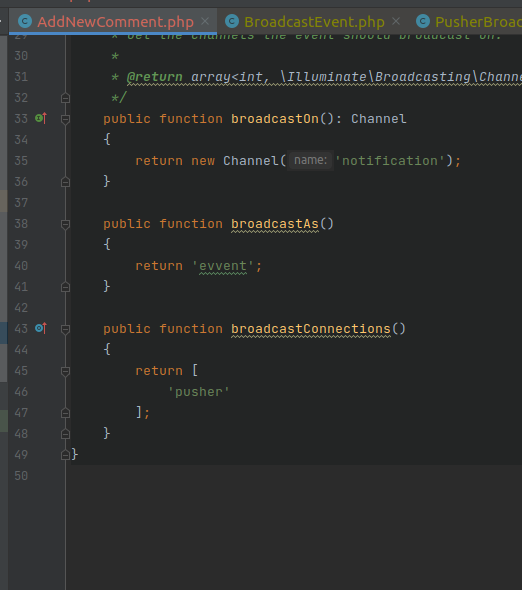 AddNewComment.php × BroadcastEvent.php × PusherBroad
29 * Get the channels the event should broadcast on.
30 *
31 * @return array<int, \Illuminate\Broadcasting\Channe
32 */
33 public function broadcastOn(): Channel
34 {
35 return new Channel( name: 'notification');
36 }
37
38 public function broadcastAs()
39 {
40 return 'evvent';
41 }
42
43 public function broadcastConnections()
44 {
45 return [
46 'pusher'
47 ];
48 }
49 }
50